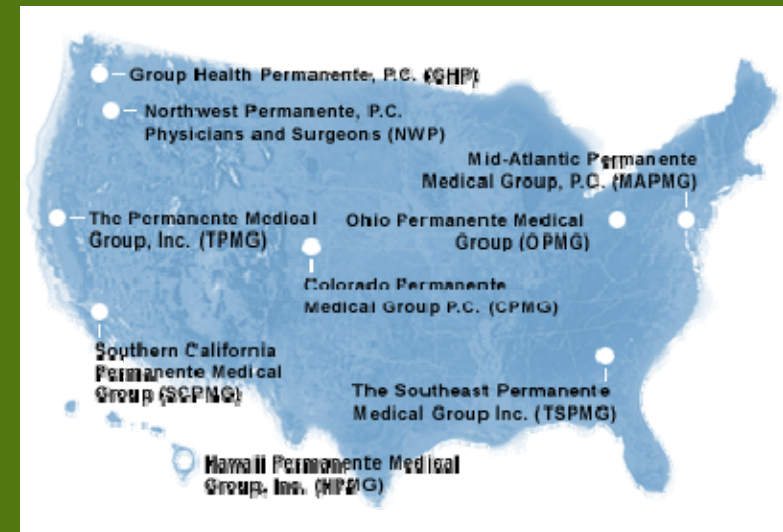 Group Health Permanente, P.C. (GHP)
Northwest Permanente, P.C.
Physicians and Surgeons (NWP)
Mid-Atlantic Permanente
Medical Group, P.C. (MAPMG)
The Permanente Medical
Group, Inc. (TPMG)
Ohio Permanente Medical
Group (OPMG)
Colorado Permanente
Medical Group P.C. (CPMG)
Southern California
Permanente Medical
Group (SCPMG)
The Southeast Permanente
Medical Group Inc. (TSPMG)
Hawaii Permanente Medical
Group, Inc. (HPMG)